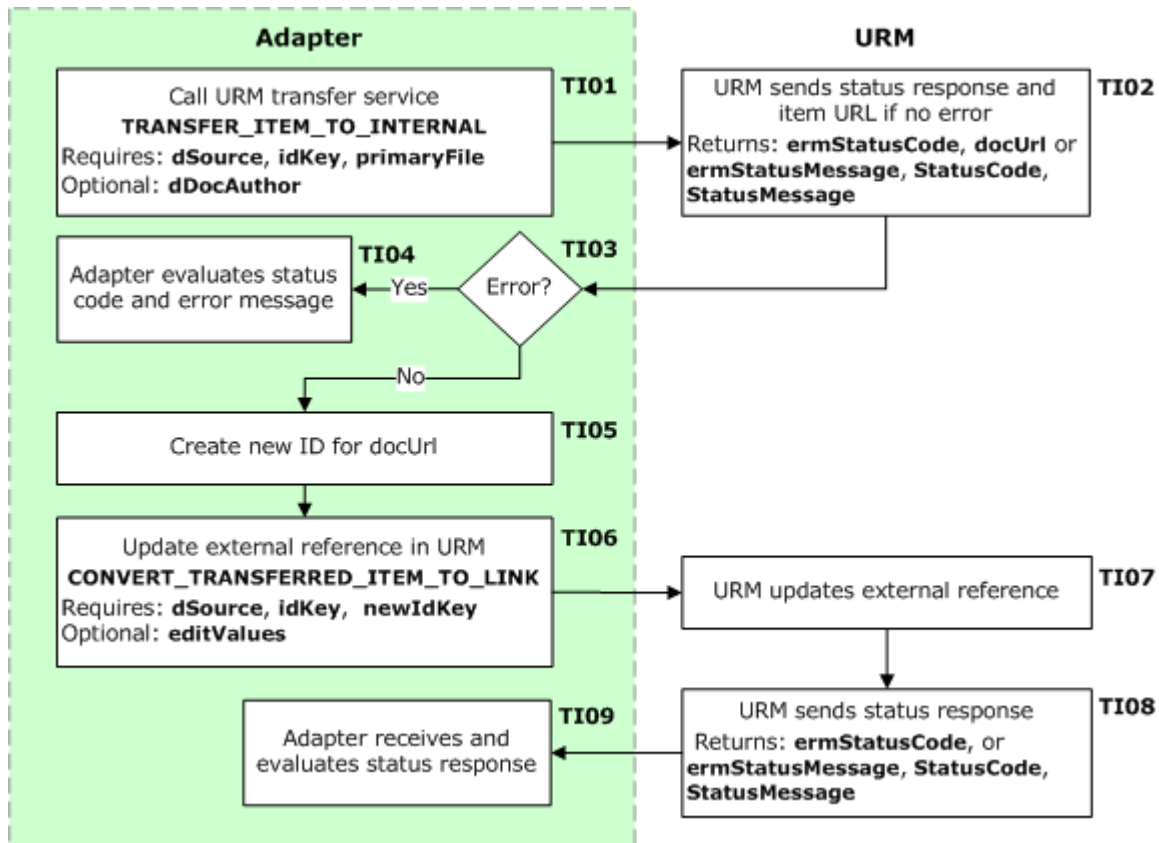 Adapter
URM
Call URM transfer service
TRANSFER_ITEM_TO_INTERNAL
Requires: dSource, idKey, primaryFile
Optional: dDocAuthor
TI01
URM sends status response and
item URL if no error
Returns: ermStatusCode, docUrl or
ermStatusMessage, StatusCode,
StatusMessage
TI02
Adapter evaluates status
code and error message
TI04
Yes
Error?
TI03
No
Create new ID for docUrl
TI05
Update external reference in URM
CONVERT_TRANSFERRED_ITEM_TO_LINK
Requires: dSource, idKey, newIdKey
Optional: editValues
TI06
URM updates external reference
TI07
URM sends status response
Returns: ermStatusCode, or
ermStatusMessage, StatusCode,
StatusMessage
TI08
Adapter receives and
evaluates status response
TI09